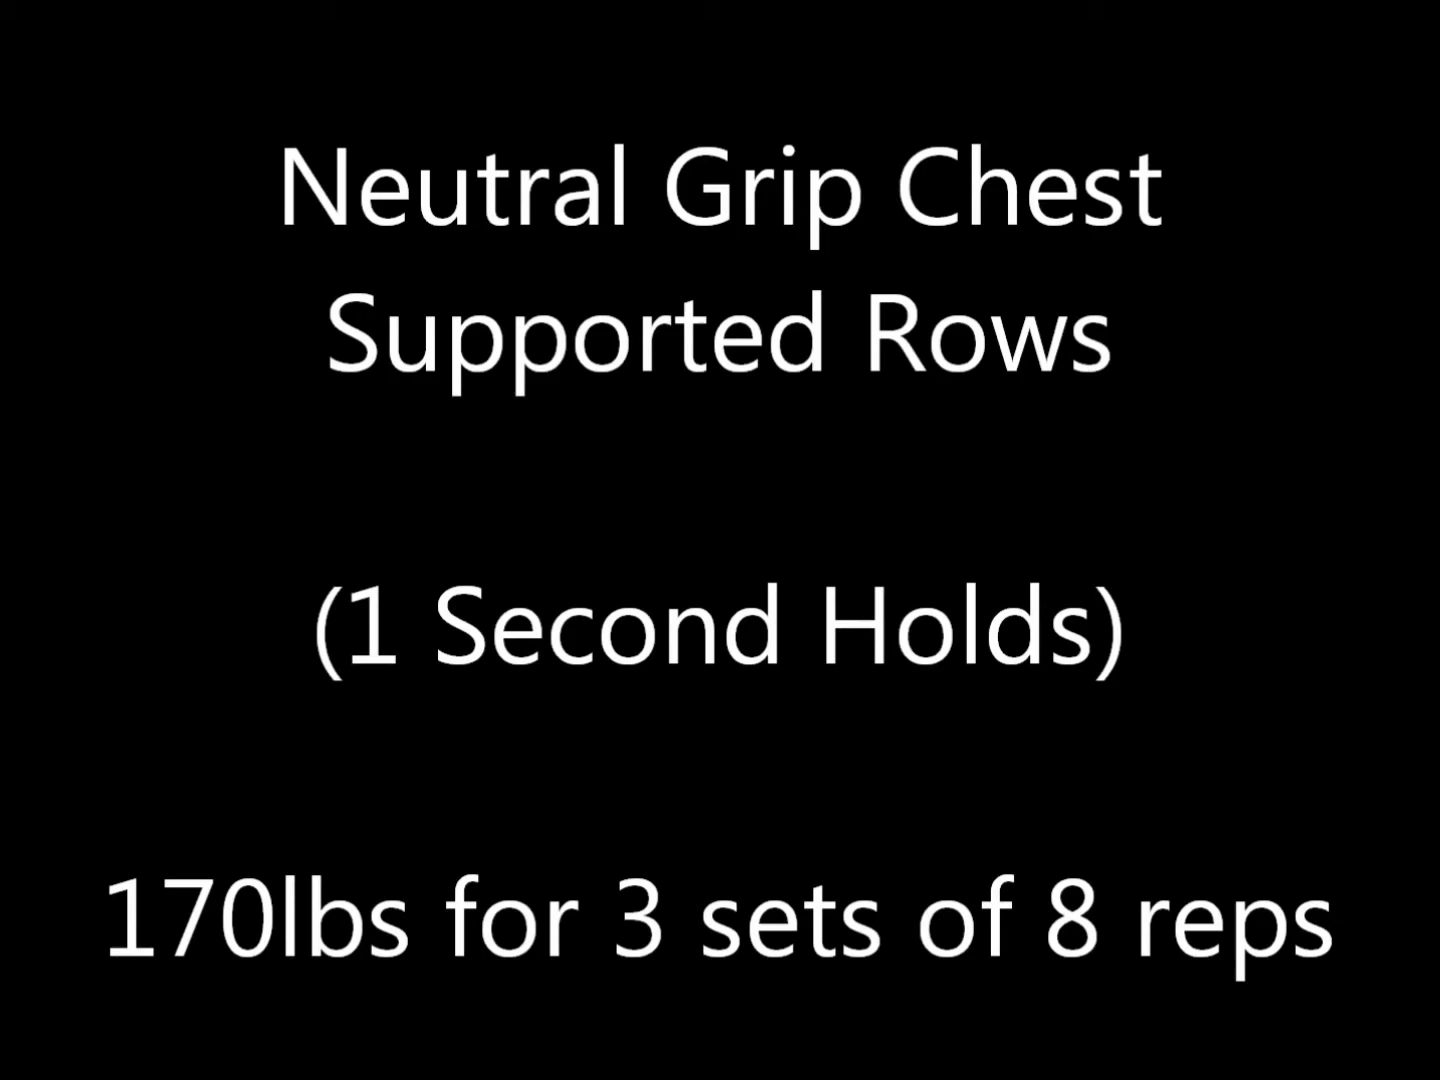 Neutral Grip Chest
Supported Rows
(1 Second Holds)
170lbs for 3 sets of 8 reps